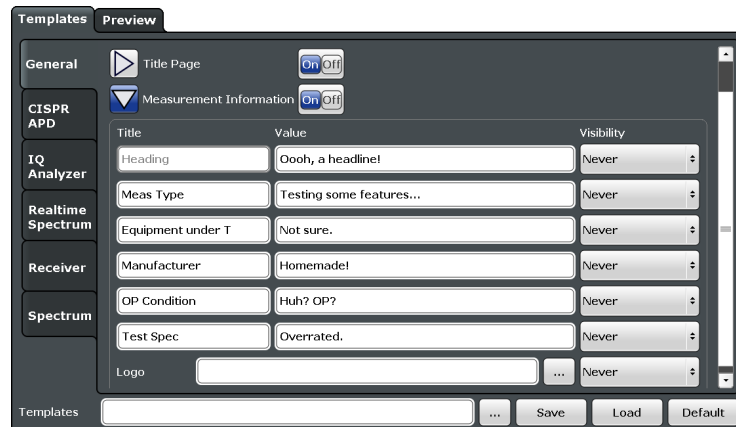 Templates Preview
General
Title Page On Off
Measurement Information On Off
CISPR
APD
Title Value Visibility
Heading Oooh, a headline! Never
IQ
Analyzer
Meas Type Testing some features... Never
Realtime
Spectrum
Equipment under T Not sure. Never
Receiver
Manufacturer Homemade! Never
OP Condition Huh? OP? Never
Spectrum
Test Spec Overrated. Never
Logo ... Never
Templates ... Save Load Default